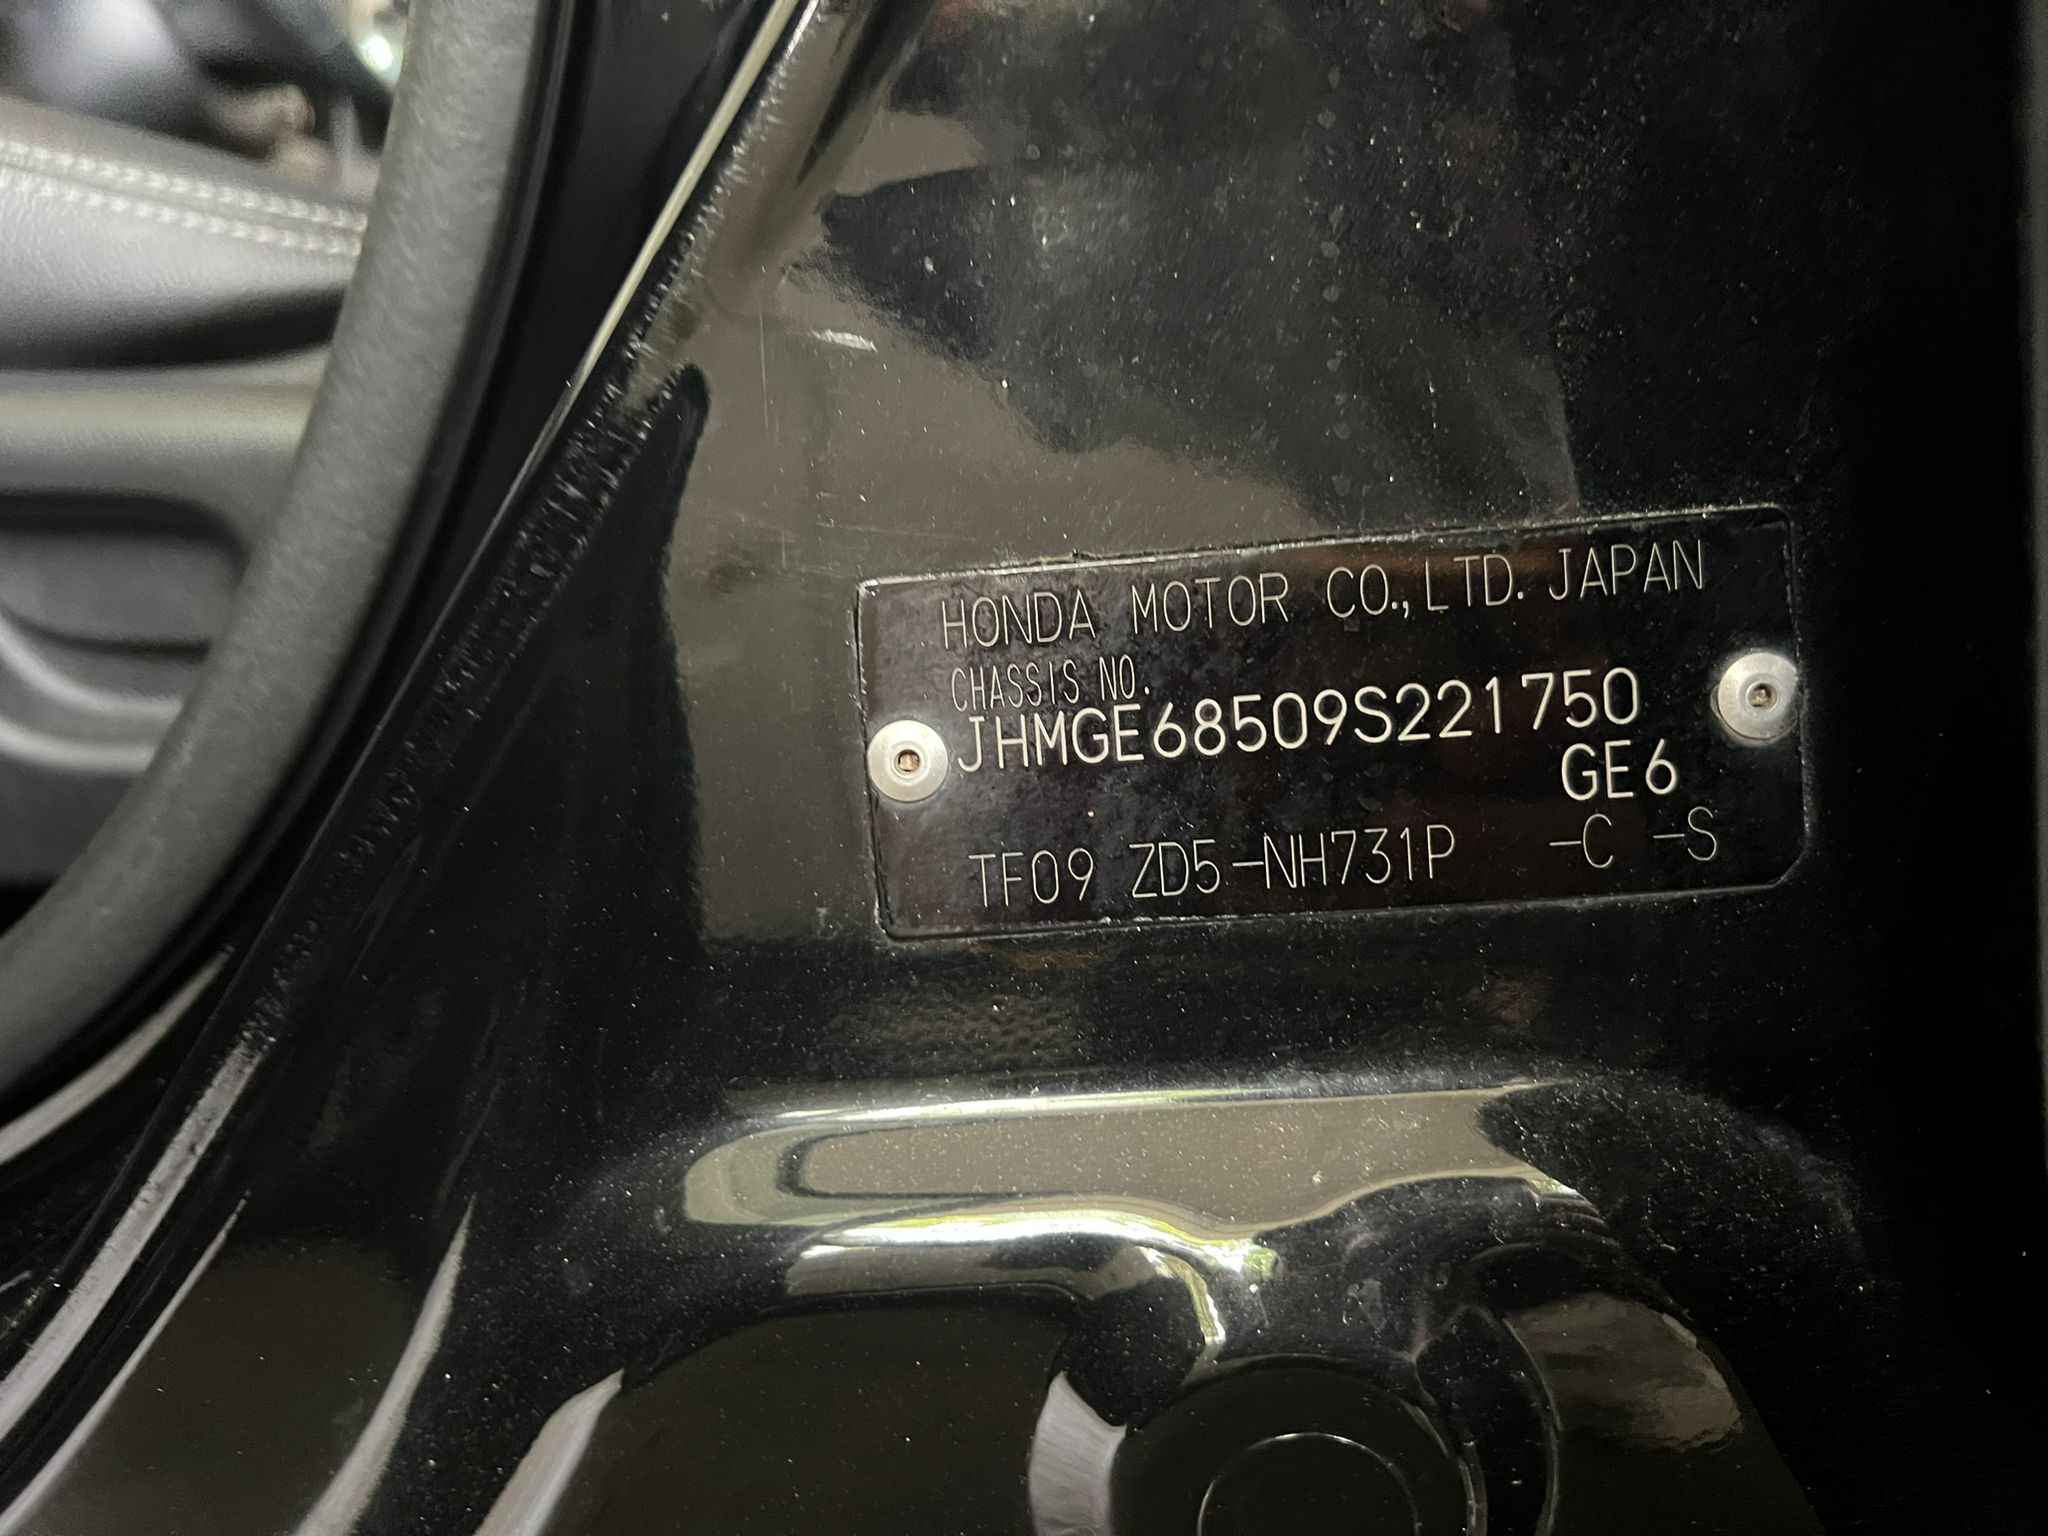 HONDA MOTOR CO.,LTD. JAPAN
CHASSIS NO.
JHMGE68509S221750
GE6
TF09 ZD5-NH731P -C -S